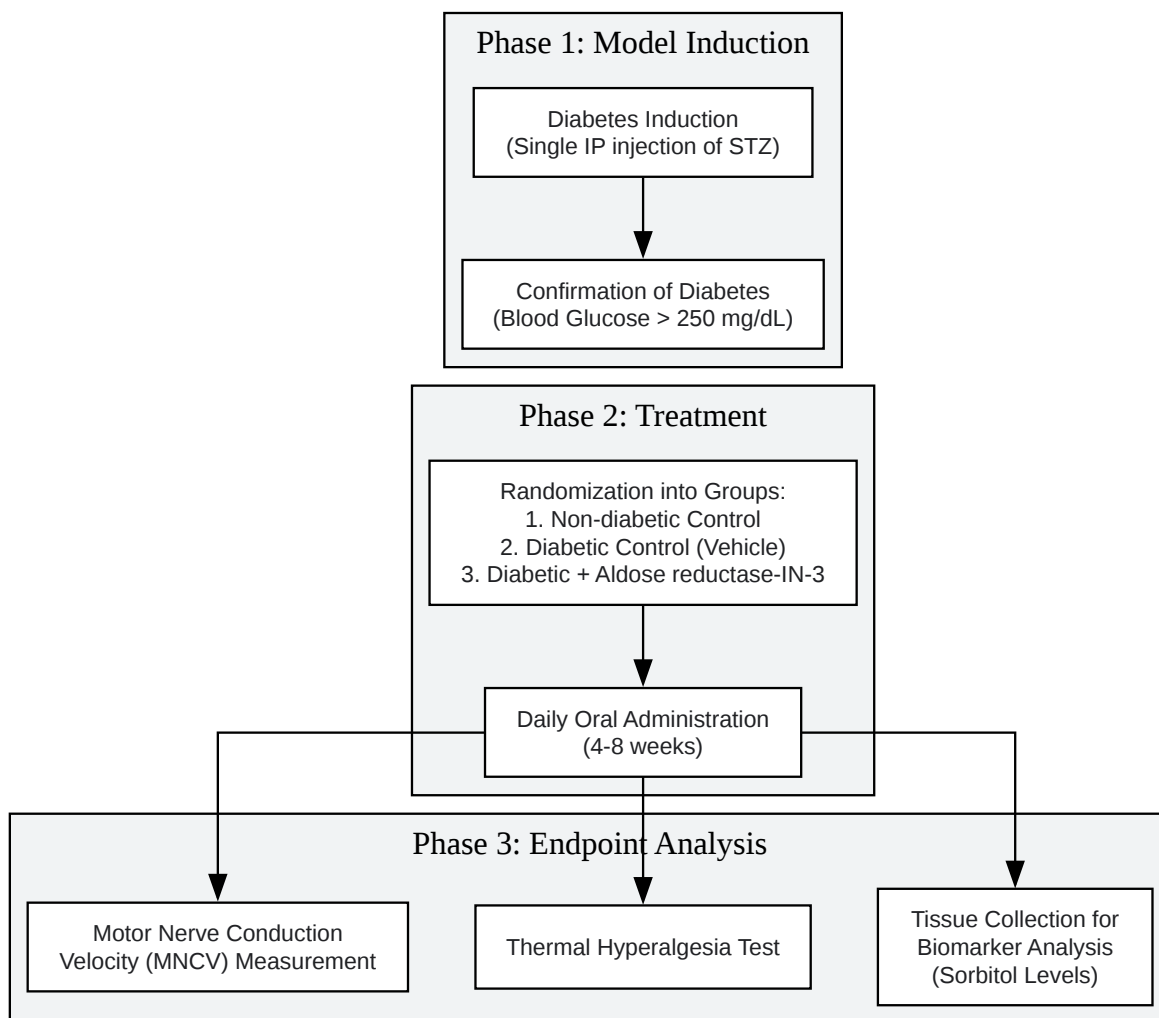 Phase 1: Model Induction
Diabetes Induction
(Single IP injection of STZ)
Confirmation of Diabetes
(Blood Glucose > 250 mg/dL)
Phase 2: Treatment
Randomization into Groups:
1. Non-diabetic Control
2. Diabetic Control (Vehicle)
3. Diabetic + Aldose reductase-IN-3
Daily Oral Administration
(4-8 weeks)
Phase 3: Endpoint Analysis
Motor Nerve Conduction
Velocity (MNCV) Measurement
Thermal Hyperalgesia Test
Tissue Collection for
Biomarker Analysis
(Sorbitol Levels)